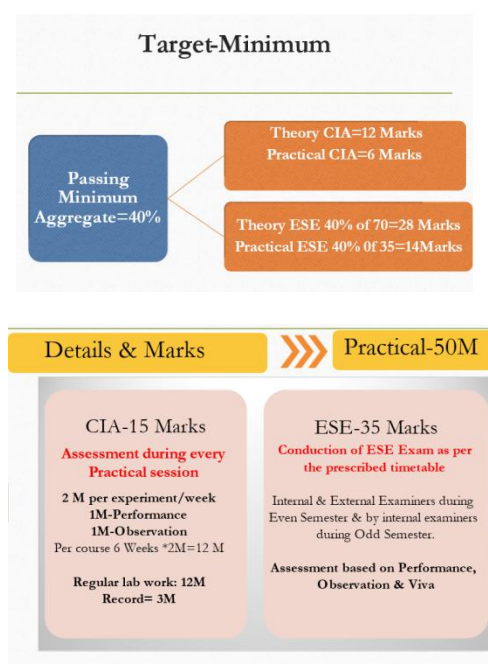 Target-Minimum
Passing
Minimum
Aggregate=40%
Theory CIA=12 Marks
Practical CIA=6 Marks
Theory ESE 40% of 70=28 Marks
Practical ESE 40% 0f 35=14Marks
Details & Marks
Practical-50M
CIA-15 Marks
Assessment during every
Practical session
2 M per experiment/week
1M-Performance
1M-Observation
Per course 6 Weeks *2M=12 M
Regular lab work: 12M
Record= 3M
ESE-35 Marks
Conduction of ESE Exam as per
the prescribed timetable
Internal & External Examiners during
Even Semester & by internal examiners
during Odd Semester.
Assessment based on Performance,
Observation & Viva